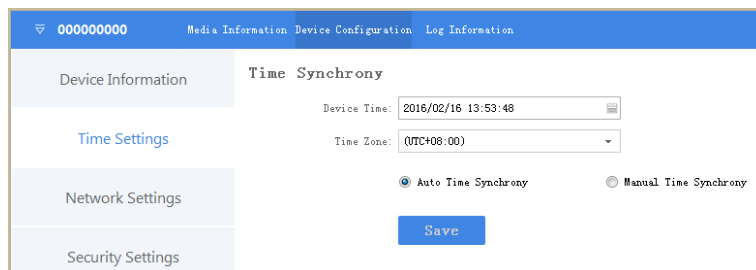 000000000 Media Information Device Configuration Log Information
Device Information
Time Settings
Network Settings
Security Settings
Time Synchrony
Device Time: 2016/02/16 13:53:48
Time Zone: (UTC+08:00)
Auto Time Synchrony Manual Time Synchrony
Save